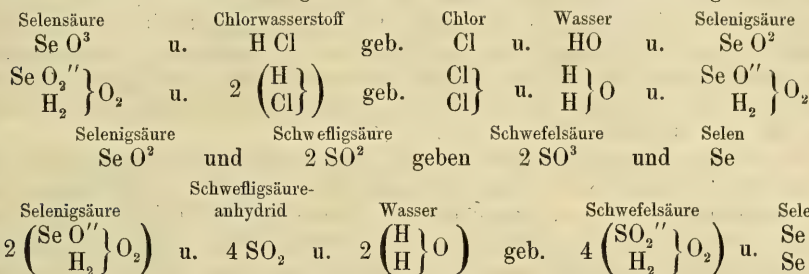 Selensäure Chlorwasserstoff Chlor Wasser Selenigsäure
Se O³ u. H Cl geb. Cl u. HO u. Se O²
Se O₂″ H Cl H Se O″
} O₂ u. 2 ( } ) geb. } u. } O u. } O₂
H₂ Cl Cl H H₂
Selenigsäure Schwefligsäure Schwefelsäure Selen
Se O² und 2 SO² geben 2 SO³ und Se
Schwefligsäure-
Selenigsäure anhydrid Wasser Schwefelsäure
Se O″ H SO₂″ Se
2 ( } O₂ ) u. 4 SO₂ u. 2 ( } O ) geb. 4 ( } O₂ ) u.
H₂ H H₂ Se